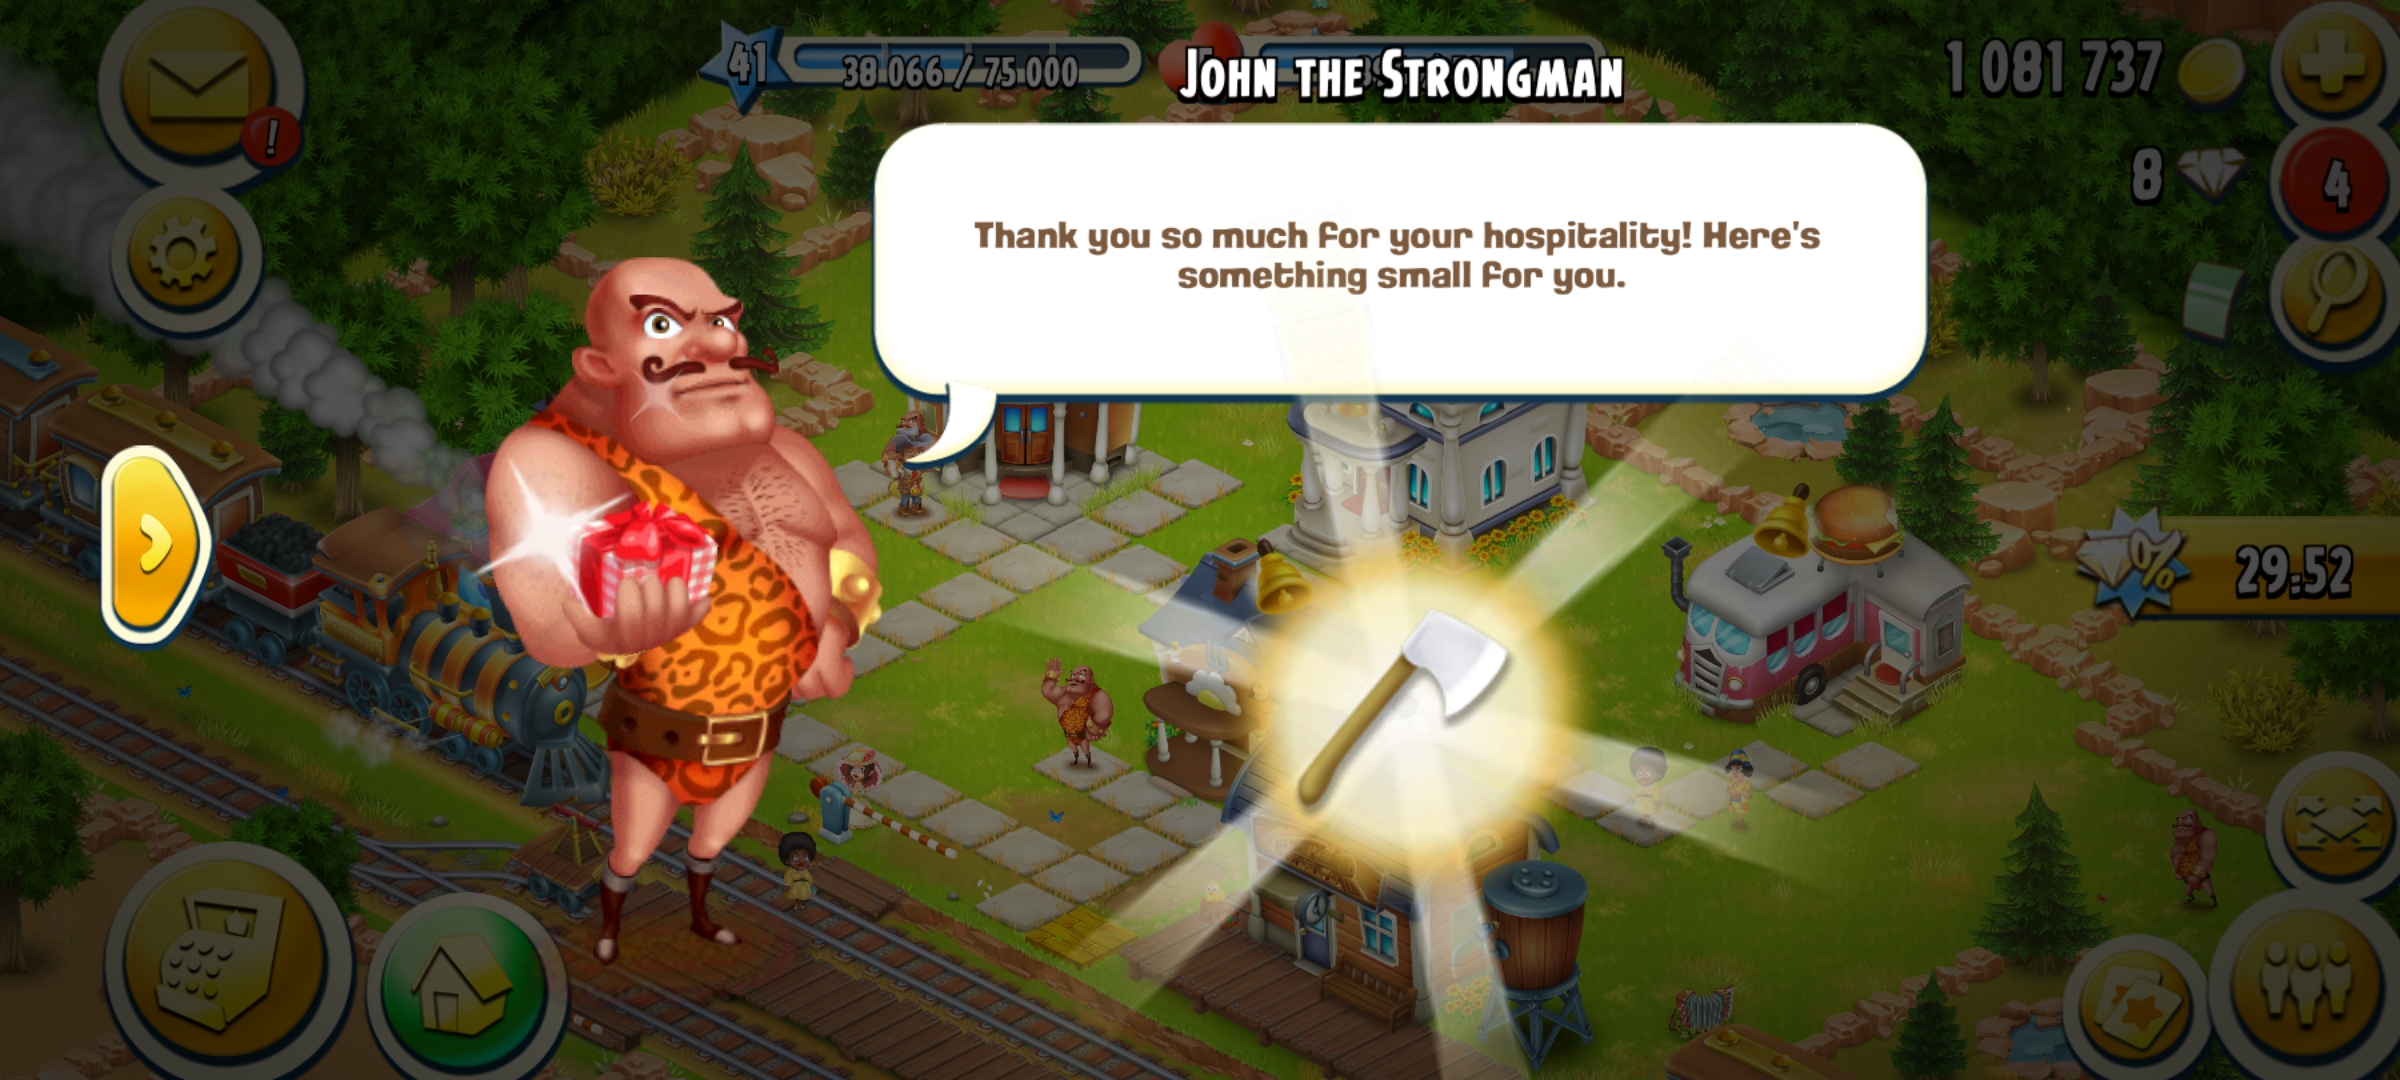 41
38 066 / 75 000
JOHN THE STRONGMAN
1 081 737
8
4
!
Thank you so much for your hospitality! Here's
something small for you.
0%
29:52